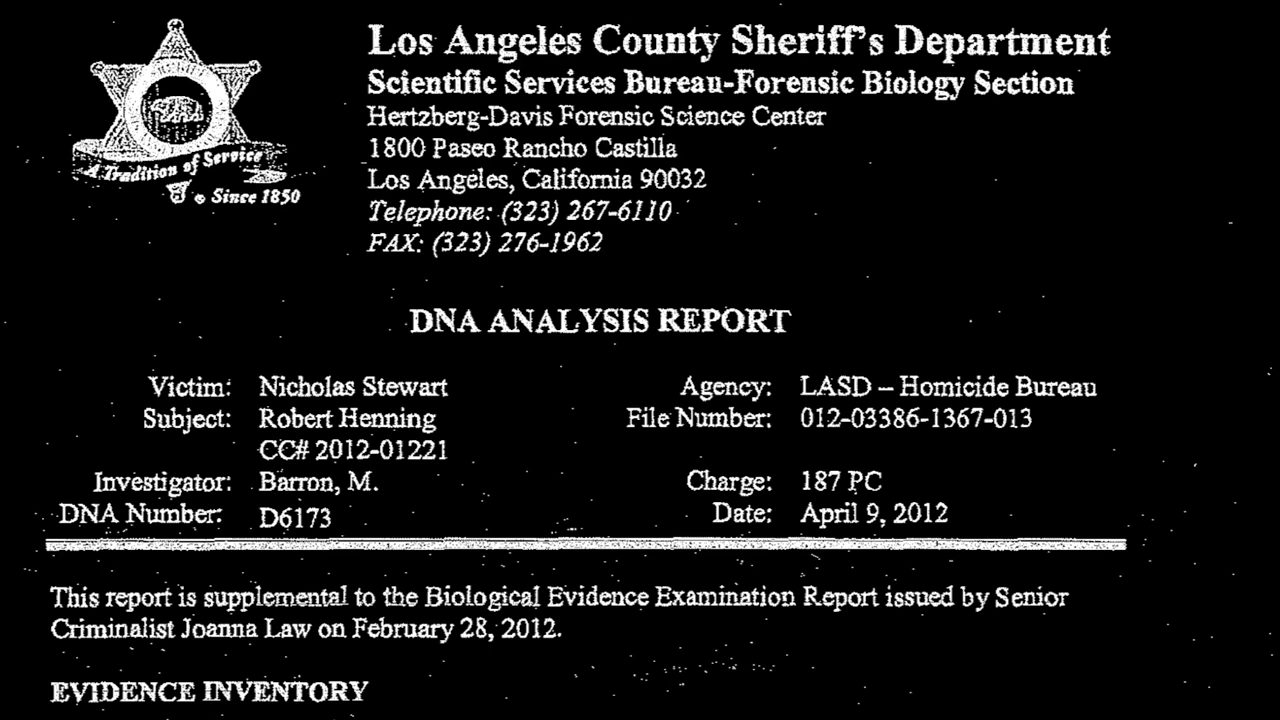 Los Angeles County Sheriff's Department
Scientific Services Bureau-Forensic Biology Section
Hertzberg-Davis Forensic Science Center
1800 Paseo Rancho Castilla
Los Angeles, California 90032
Telephone: (323) 267-6110
FAX: (323) 276-1962
A Tradition of Service
Since 1850
DNA ANALYSIS REPORT
Victim: Nicholas Stewart Agency: LASD – Homicide Bureau
Subject: Robert Henning File Number: 012-03386-1367-013
CC# 2012-01221
Investigator: Barron, M. Charge: 187 PC
DNA Number: D6173 Date: April 9, 2012
This report is supplemental to the Biological Evidence Examination Report issued by Senior
Criminalist Joanna Law on February 28, 2012.
EVIDENCE INVENTORY